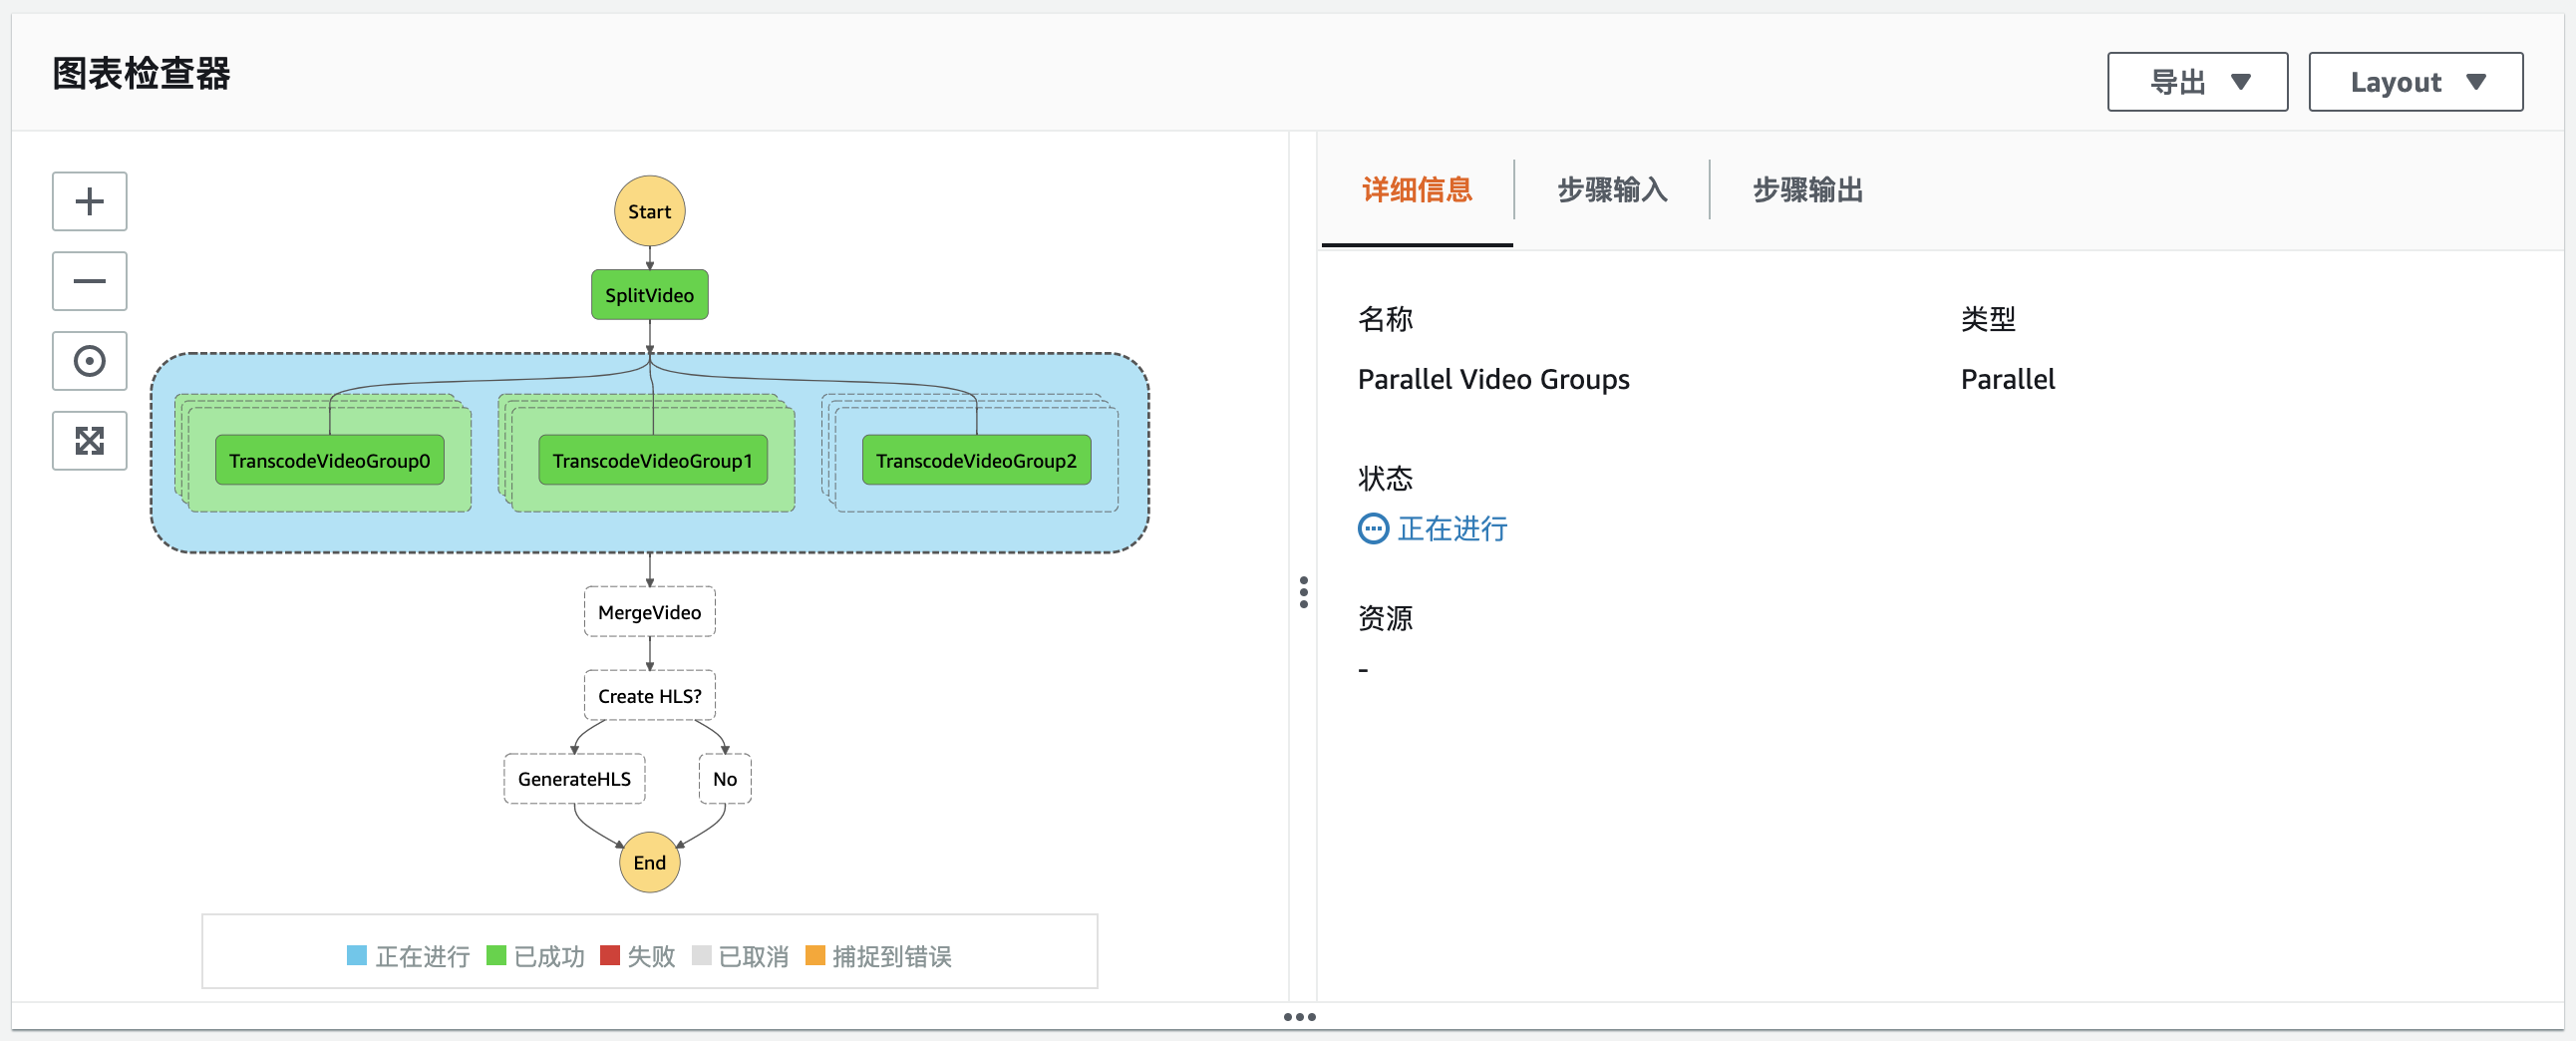 图表检查器
导出
Layout
Start
SplitVideo
TranscodeVideoGroup0
TranscodeVideoGroup1
TranscodeVideoGroup2
MergeVideo
Create HLS?
GenerateHLS
No
End
正在进行 已成功 失败 已取消 捕捉到错误
详细信息
步骤输入
步骤输出
名称
Parallel Video Groups
类型
Parallel
状态
正在进行
资源
-